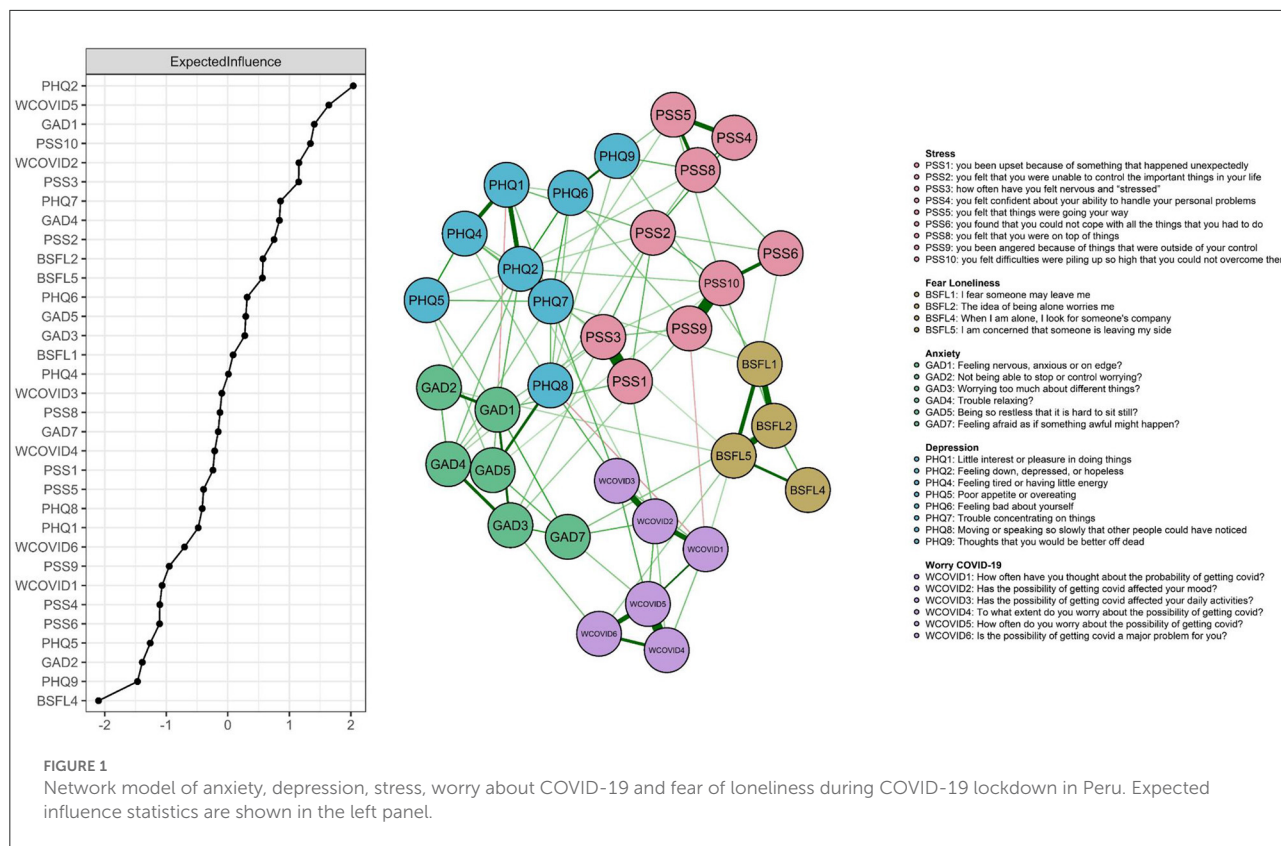 ExpectedInfluence
PHQ2
WCOVID5
GAD1
PSS10
WCOVID2
PSS3
PHQ7
GAD4
PSS2
BSFL2
BSFL5
PHQ6
GAD5
GAD3
BSFL1
PHQ4
WCOVID3
PSS8
GAD7
WCOVID4
PSS1
PSS5
PHQ8
PHQ1
WCOVID6
PSS9
WCOVID1
PSS4
PSS6
PHQ5
GAD2
PHQ9
BSFL4
-2 -1 0 1 2
PSS5
PSS4
PHQ9
PSS8
PHQ1
PHQ6
PHQ4
PSS2
PSS6
PHQ2
PSS10
PHQ5
PHQ7
PSS9
PSS3
BSFL1
PSS1
GAD2
PHQ8
GAD1
BSFL2
BSFL5
GAD4
GAD5
WCOVID3
BSFL4
GAD3
WCOVID2
GAD7
WCOVID1
WCOVID5
WCOVID6
WCOVID4
Stress
PSS1: you been upset because of something that happened unexpectedly
PSS2: you felt that you were unable to control the important things in your life
PSS3: how often have you felt nervous and “stressed”
PSS4: you felt confident about your ability to handle your personal problems
PSS5: you felt that things were going your way
PSS6: you found that you could not cope with all the things that you had to do
PSS8: you felt that you were on top of things
PSS9: you been angered because of things that were outside of your control
PSS10: you felt difficulties were piling up so high that you could not overcome ther
Fear Loneliness
BSFL1: I fear someone may leave me
BSFL2: The idea of being alone worries me
BSFL4: When I am alone, I look for someone's company
BSFL5: I am concerned that someone is leaving my side
Anxiety
GAD1: Feeling nervous, anxious or on edge?
GAD2: Not being able to stop or control worrying?
GAD3: Worrying too much about different things?
GAD4: Trouble relaxing?
GAD5: Being so restless that it is hard to sit still?
GAD7: Feeling afraid as if something awful might happen?
Depression
PHQ1: Little interest or pleasure in doing things
PHQ2: Feeling down, depressed, or hopeless
PHQ4: Feeling tired or having little energy
PHQ5: Poor appetite or overeating
PHQ6: Feeling bad about yourself
PHQ7: Trouble concentrating on things
PHQ8: Moving or speaking so slowly that other people could have noticed
PHQ9: Thoughts that you would be better off dead
Worry COVID-19
WCOVID1: How often have you thought about the probability of getting covid?
WCOVID2: Has the possibility of getting covid affected your mood?
WCOVID3: Has the possibility of getting covid affected your daily activities?
WCOVID4: To what extent do you worry about the possibility of getting covid?
WCOVID5: How often do you worry about the possibility of getting covid?
WCOVID6: Is the possibility of getting covid a major problem for you?
FIGURE 1
Network model of anxiety, depression, stress, worry about COVID-19 and fear of loneliness during COVID-19 lockdown in Peru. Expected
influence statistics are shown in the left panel.